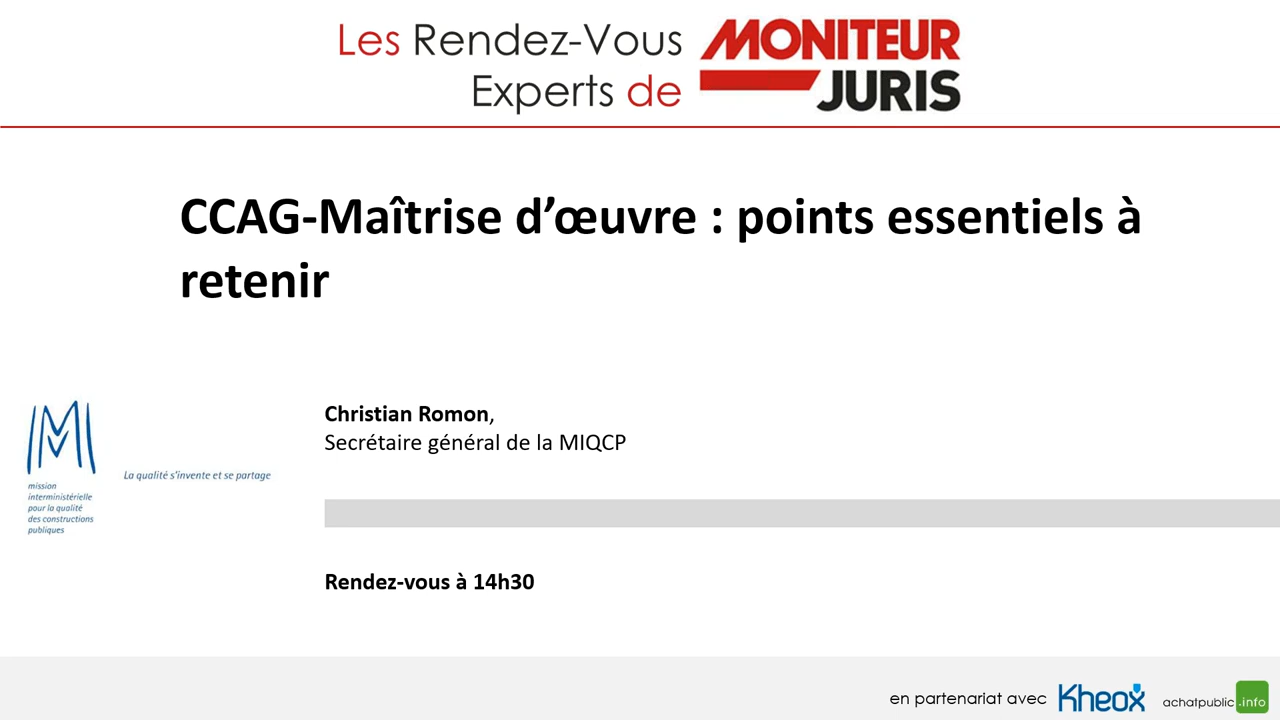 Les Rendez-Vous
Experts de
MONITEUR
JURIS
CCAG-Maîtrise d’œuvre : points essentiels à
retenir
Christian Romon,
Secrétaire général de la MIQCP
La qualité s'invente et se partage
mission
interministérielle
pour la qualité
des constructions
publiques
Rendez-vous à 14h30
en partenariat avec Kheox achatpublic.info